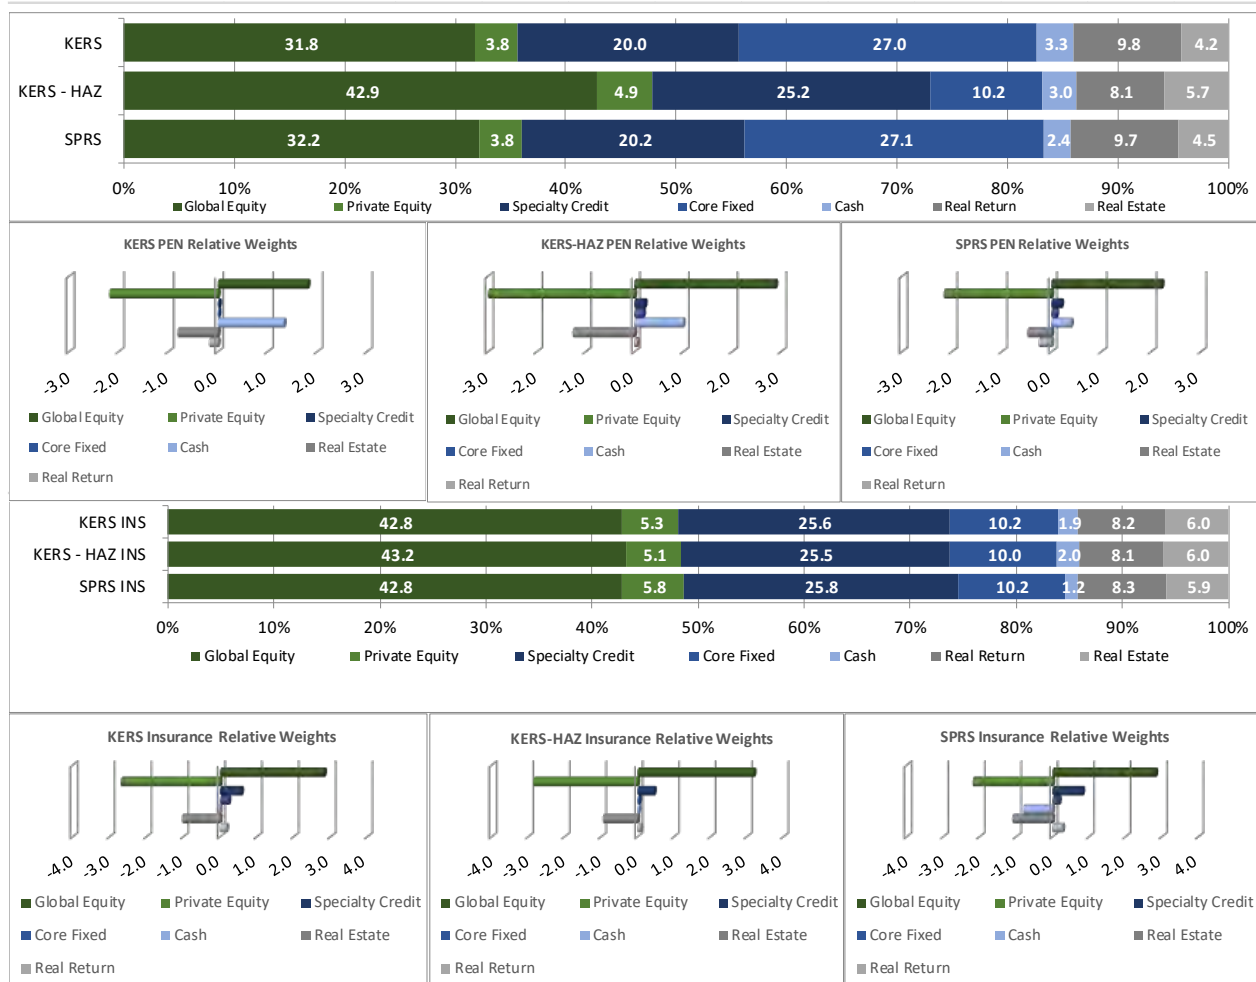 KERS 31.8 3.8 20.0 27.0 3.3 9.8 4.2
KERS - HAZ 42.9 4.9 25.2 10.2 3.0 8.1 5.7
SPRS 32.2 3.8 20.2 27.1 2.4 9.7 4.5
0% 10% 20% 30% 40% 50% 60% 70% 80% 90% 100%
Global Equity Private Equity Specialty Credit Core Fixed Cash Real Return Real Estate
KERS PEN Relative Weights
-3.0 -2.0 -1.0 0.0 1.0 2.0 3.0
Global Equity Private Equity Specialty Credit
Core Fixed Cash Real Estate
Real Return
KERS-HAZ PEN Relative Weights
-3.0 -2.0 -1.0 0.0 1.0 2.0 3.0
Global Equity Private Equity Specialty Credit
Core Fixed Cash Real Estate
Real Return
SPRS PEN Relative Weights
-3.0 -2.0 -1.0 0.0 1.0 2.0 3.0
Global Equity Private Equity Specialty Credit
Core Fixed Cash Real Estate
Real Return
KERS INS 42.8 5.3 25.6 10.2 1.9 8.2 6.0
KERS - HAZ INS 43.2 5.1 25.5 10.0 2.0 8.1 6.0
SPRS INS 42.8 5.8 25.8 10.2 1.2 8.3 5.9
0% 10% 20% 30% 40% 50% 60% 70% 80% 90% 100%
Global Equity Private Equity Specialty Credit Core Fixed Cash Real Return Real Estate
KERS Insurance Relative Weights
-4.0 -3.0 -2.0 -1.0 0.0 1.0 2.0 3.0 4.0
Global Equity Private Equity Specialty Credit
Core Fixed Cash Real Estate
Real Return
KERS-HAZ Insurance Relative Weights
-4.0 -3.0 -2.0 -1.0 0.0 1.0 2.0 3.0 4.0
Global Equity Private Equity Specialty Credit
Core Fixed Cash Real Estate
Real Return
SPRS Insurance Relative Weights
-4.0 -3.0 -2.0 -1.0 0.0 1.0 2.0 3.0 4.0
Global Equity Private Equity Specialty Credit
Core Fixed Cash Real Estate
Real Return